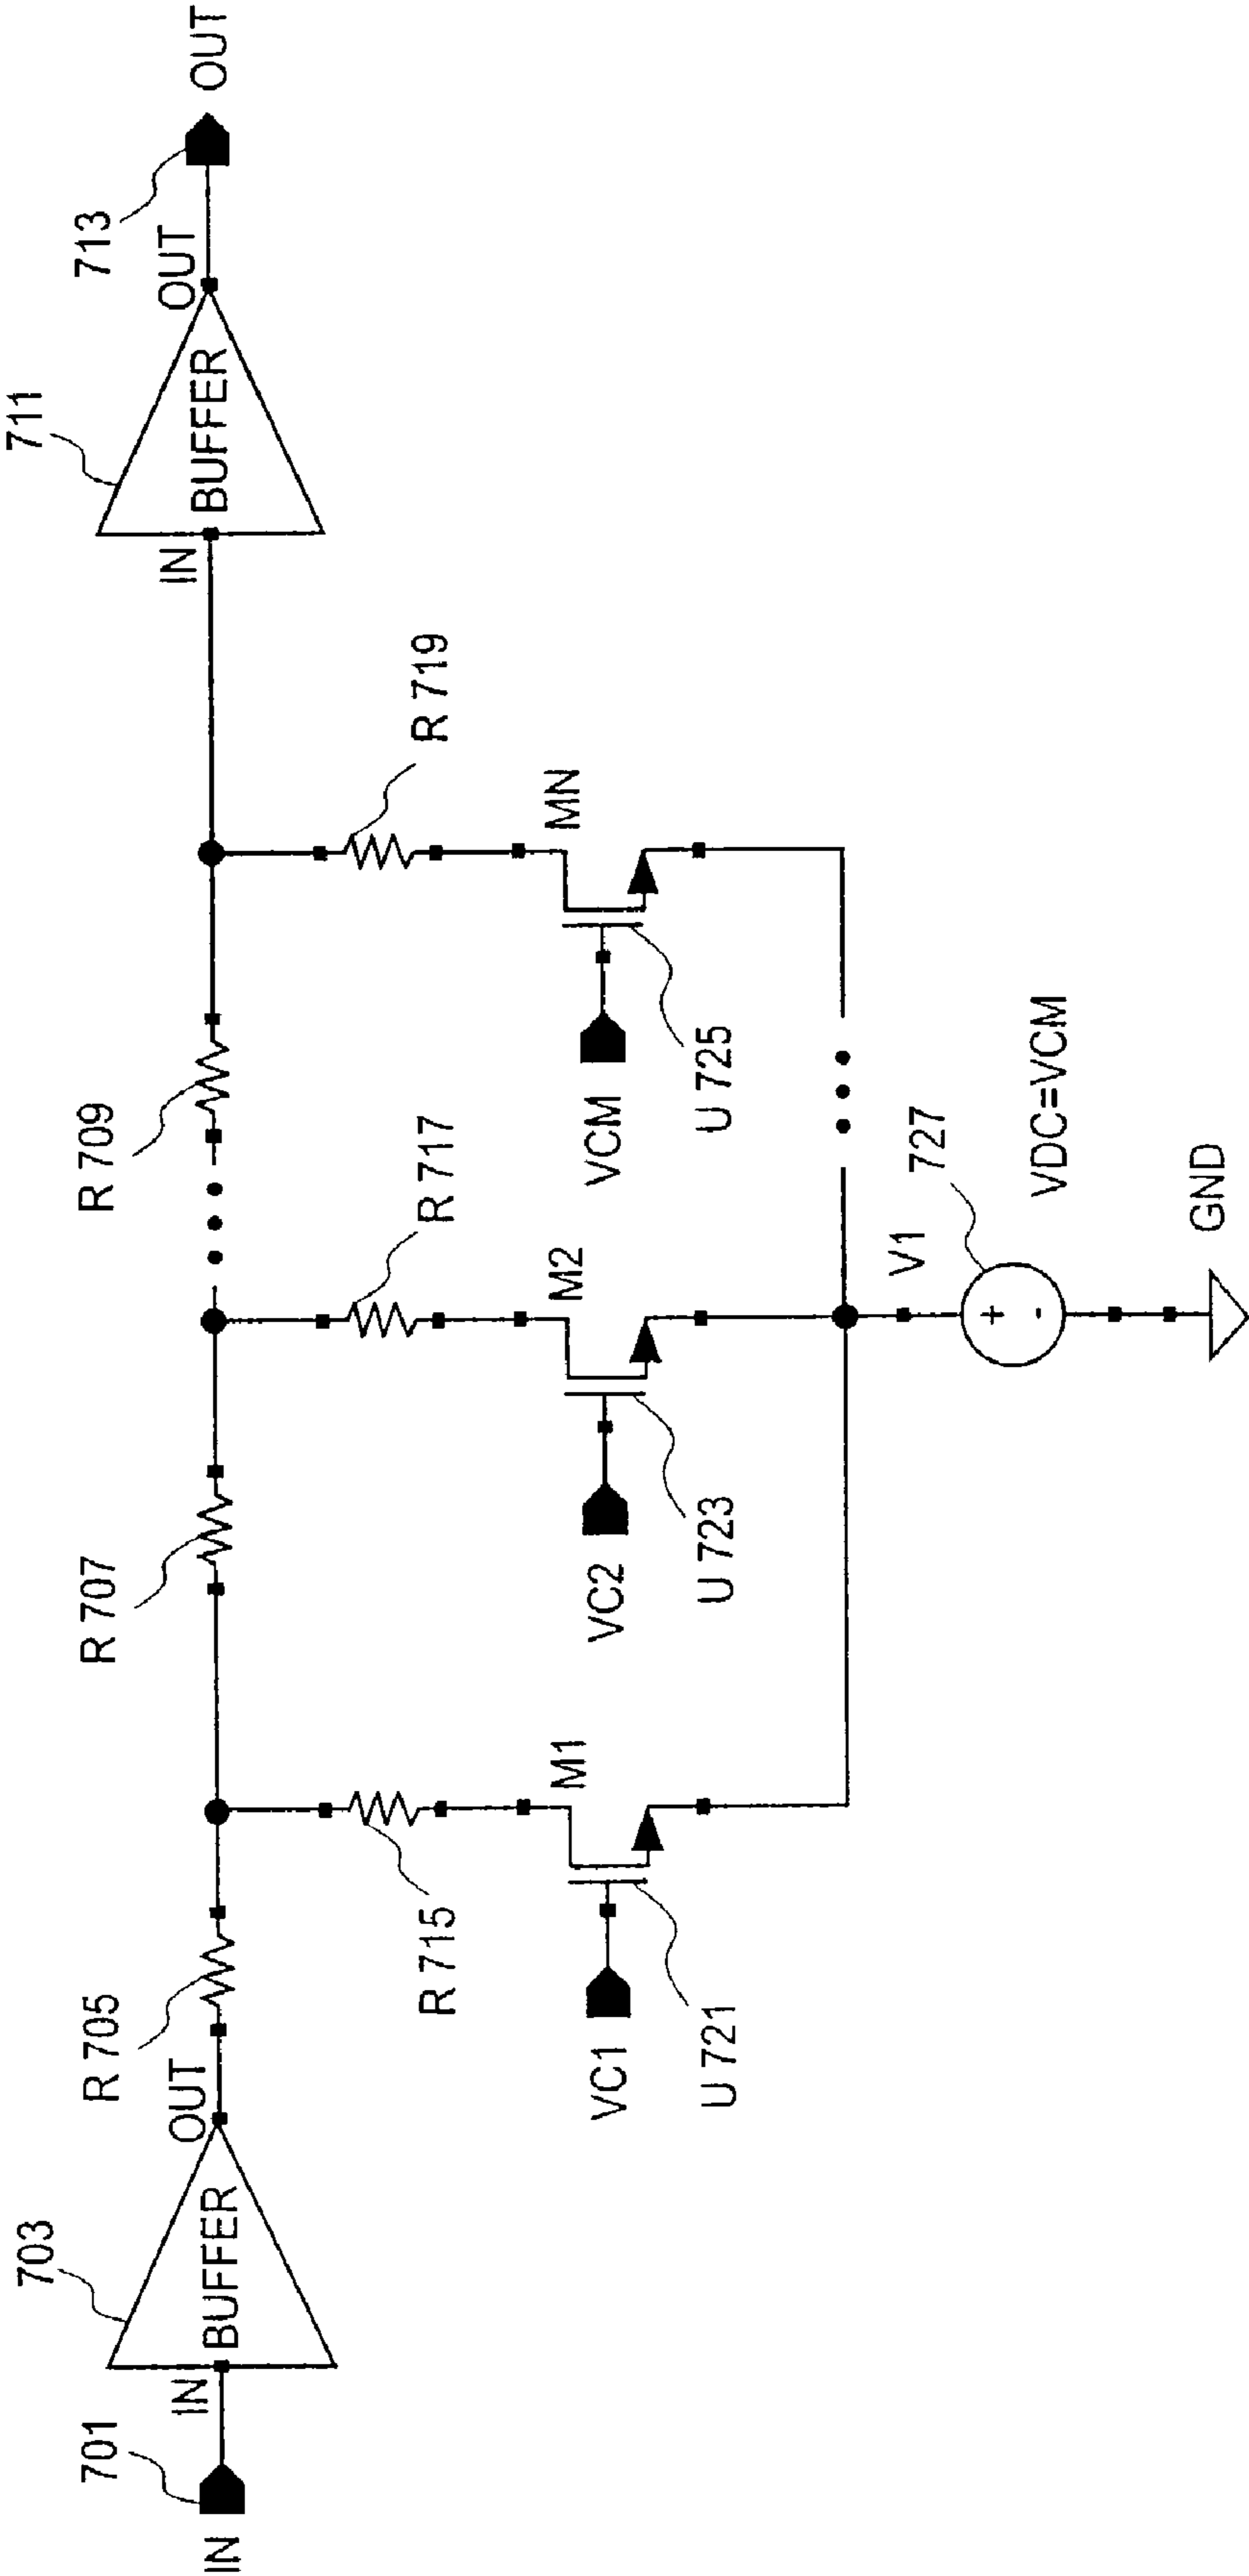 701
IN
IN
BUFFER
703
OUT
R 705
R 707
R 709
IN
BUFFER
711
OUT
713
OUT
R 715
R 717
R 719
M1
M2
MN
VC1
U 721
VC2
U 723
VCM
U 725
V1
727
VDC=VCM
+
-
GND